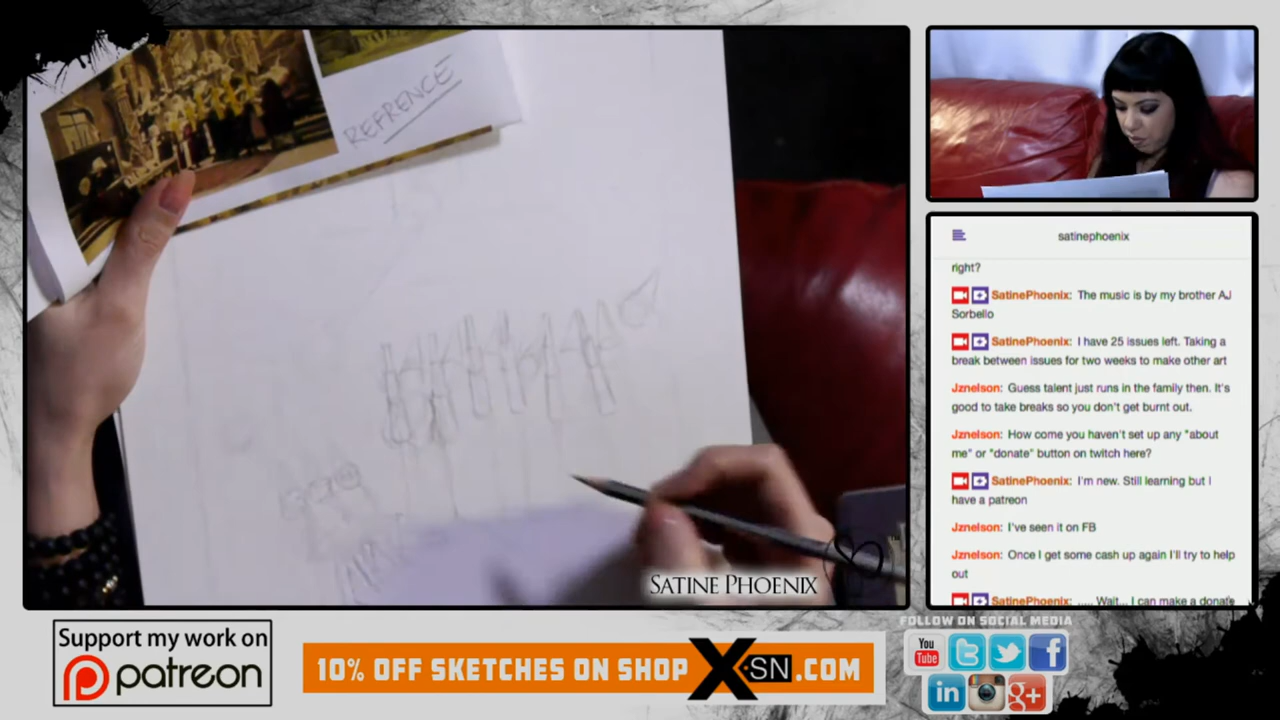 REFRENCE
SATINE PHOENIX
satinephoenix
right?
SatinePhoenix: The music is by my brother AJ
Sorbello
SatinePhoenix: I have 25 issues left. Taking a
break between issues for two weeks to make other art
Jznelson: Guess talent just runs in the family then. It's
good to take breaks so you don't get burnt out.
Jznelson: How come you haven't set up any "about
me" or "donate" button on twitch here?
SatinePhoenix: I'm new. Still learning but I
have a patreon
Jznelson: I've seen it on FB
Jznelson: Once I get some cash up again I'll try to help
out
SatinePhoenix: ..... Wait... I can make a donate
Support my work on
patreon
10% OFF SKETCHES ON SHOP X-SN.COM
FOLLOW ON SOCIAL MEDIA
You
Tube
in
g+